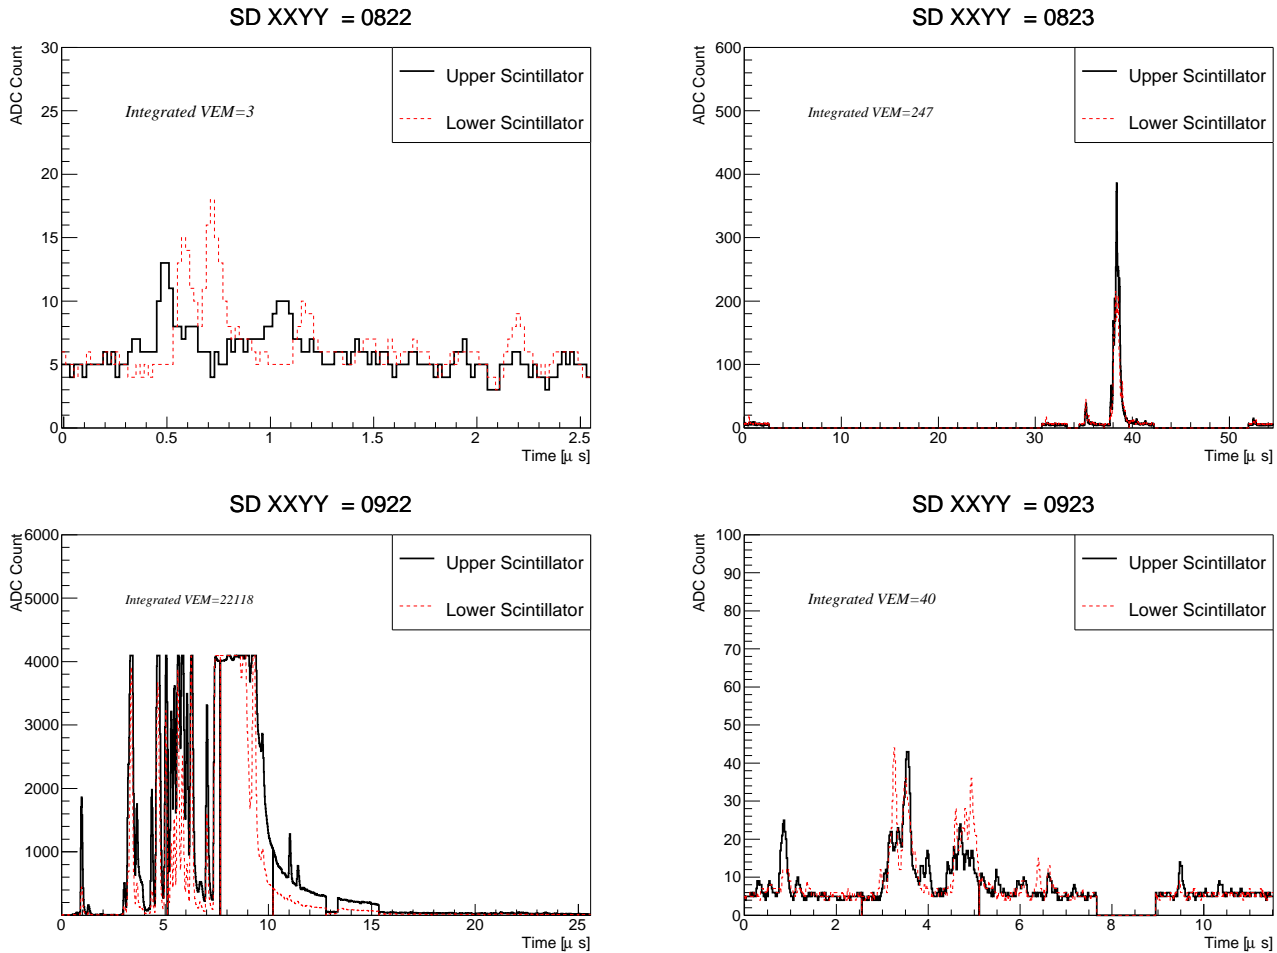 SD XXYY = 0822
ADC Count
30
25
20
15
10
5
0
Integrated VEM=3
Upper Scintillator
Lower Scintillator
0 0.5 1 1.5 2 2.5
Time [μ s]
SD XXYY = 0823
ADC Count
600
500
400
300
200
100
0
Integrated VEM=247
Upper Scintillator
Lower Scintillator
0 10 20 30 40 50
Time [μ s]
SD XXYY = 0922
ADC Count
6000
5000
4000
3000
2000
1000
Integrated VEM=22118
Upper Scintillator
Lower Scintillator
0 5 10 15 20 25
Time [μ s]
SD XXYY = 0923
ADC Count
100
90
80
70
60
50
40
30
20
10
0
Integrated VEM=40
Upper Scintillator
Lower Scintillator
0 2 4 6 8 10
Time [μ s]